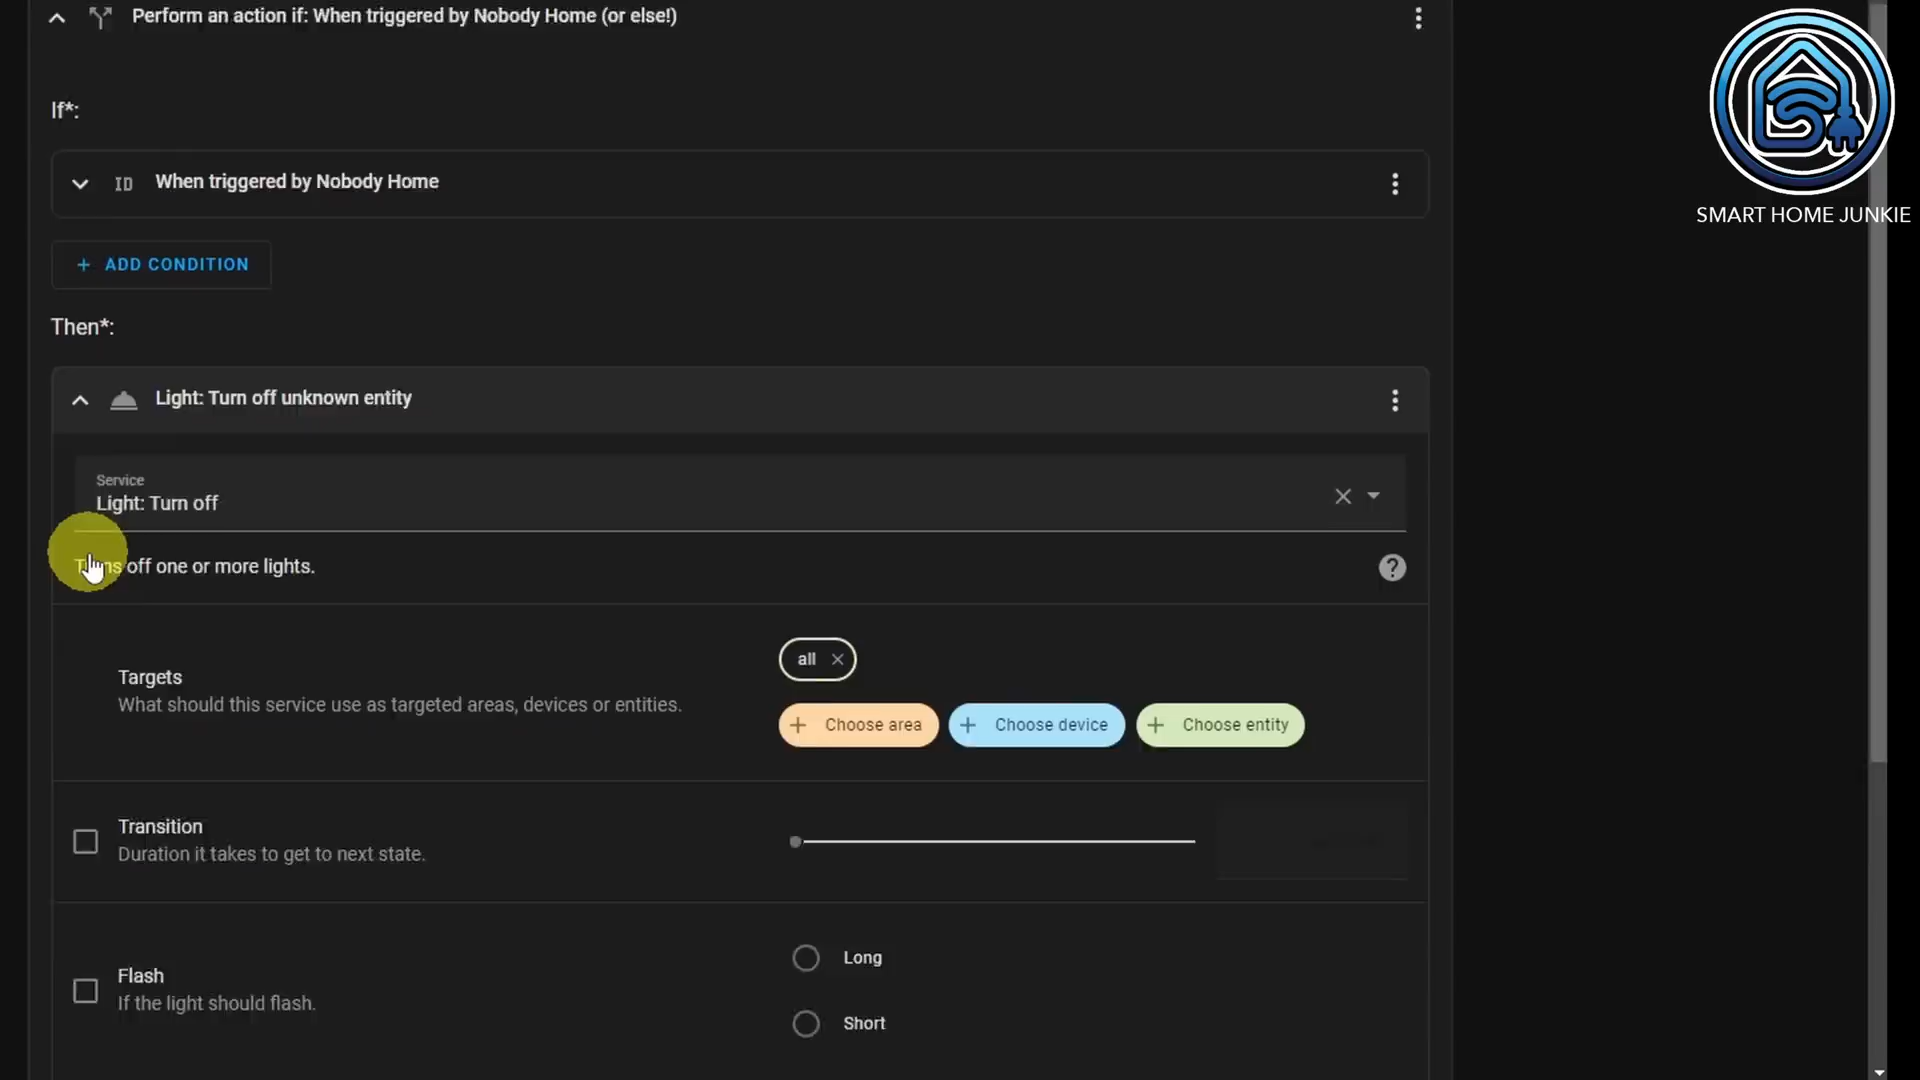 Perform an action if: When triggered by Nobody Home (or else!)
SMART HOME JUNKIE
If*:
ID When triggered by Nobody Home
+ ADD CONDITION
Then*:
Light: Turn off unknown entity
Service
Light: Turn off
Turns off one or more lights.
all
Targets
What should this service use as targeted areas, devices or entities.
+ Choose area + Choose device + Choose entity
Transition
Duration it takes to get to next state.
Long
Flash
If the light should flash.
Short